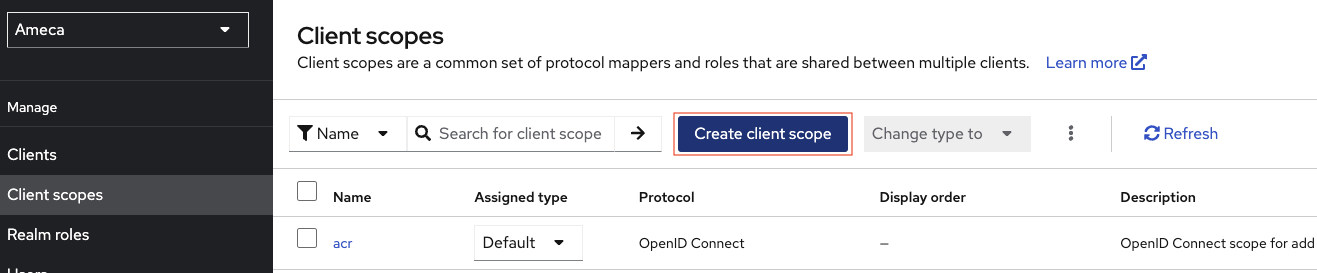 Ameca
Manage
Clients
Client scopes
Realm roles
Users
Client scopes
Client scopes are a common set of protocol mappers and roles that are shared between multiple clients. Learn more
Name Search for client scope Create client scope Change type to Refresh
Name Assigned type Protocol Display order Description
acr Default OpenID Connect – OpenID Connect scope for add